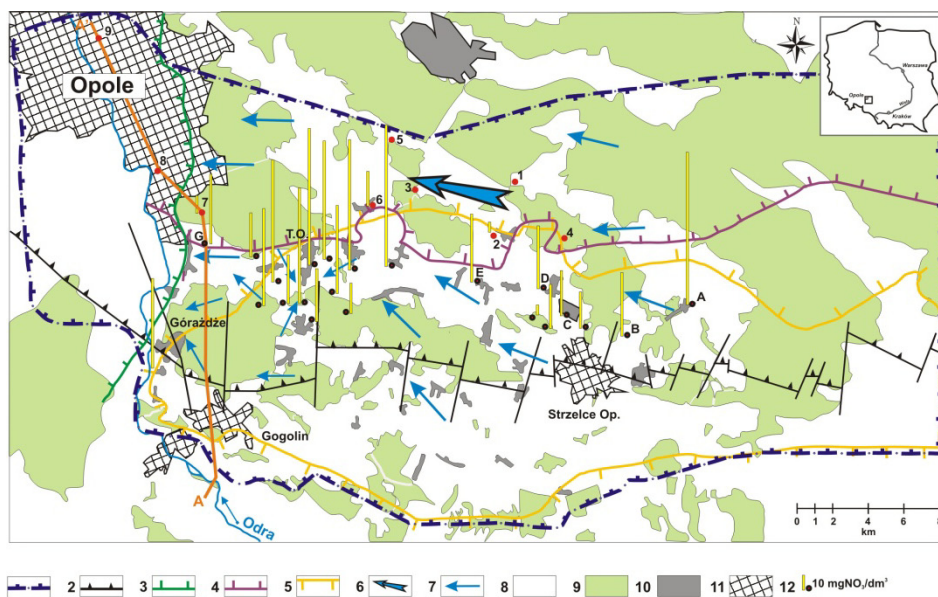 A
9
Opole
N
Warszawa
Opole
Wisła
Kraków
5
8
1
3
7
6
G
T.O.
2
4
E
D
A
C
B
Górażdże
Strzelce Op.
Gogolin
A
Odra
0 1 2 3 4
8
km
2 3 4 5 6 7 8 9 10 11 12 10 mgNO₃/dm³